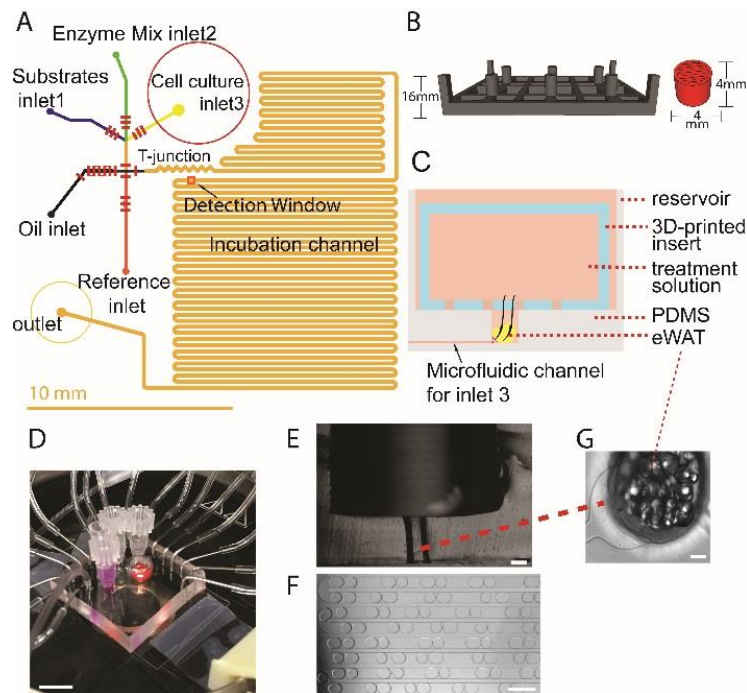 A
Enzyme Mix inlet2
Substrates
inlet1
Cell culture
inlet3
T-junction
Detection Window
Oil inlet
Incubation channel
Reference
inlet
outlet
10 mm
B
16mm
4mm
4
mm
C
reservoir
3D-printed
insert
treatment
solution
PDMS
eWAT
Microfluidic channel
for inlet 3
D
E
G
F